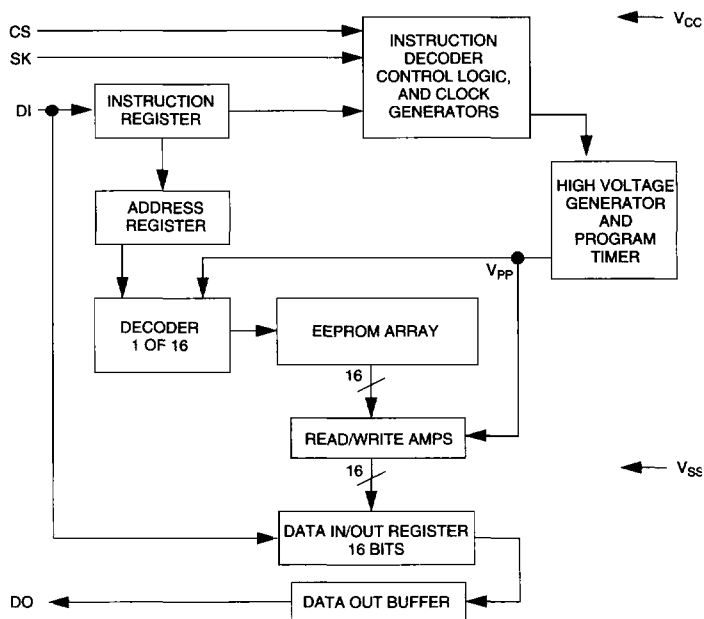 CS
SK
DI
INSTRUCTION
DECODER
CONTROL LOGIC,
AND CLOCK
GENERATORS
V_CC
INSTRUCTION
REGISTER
HIGH VOLTAGE
GENERATOR
AND
PROGRAM
TIMER
ADDRESS
REGISTER
V_PP
DECODER
1 OF 16
EEPROM ARRAY
16
READ/WRITE AMPS
16
V_SS
DATA IN/OUT REGISTER
16 BITS
DO
DATA OUT BUFFER